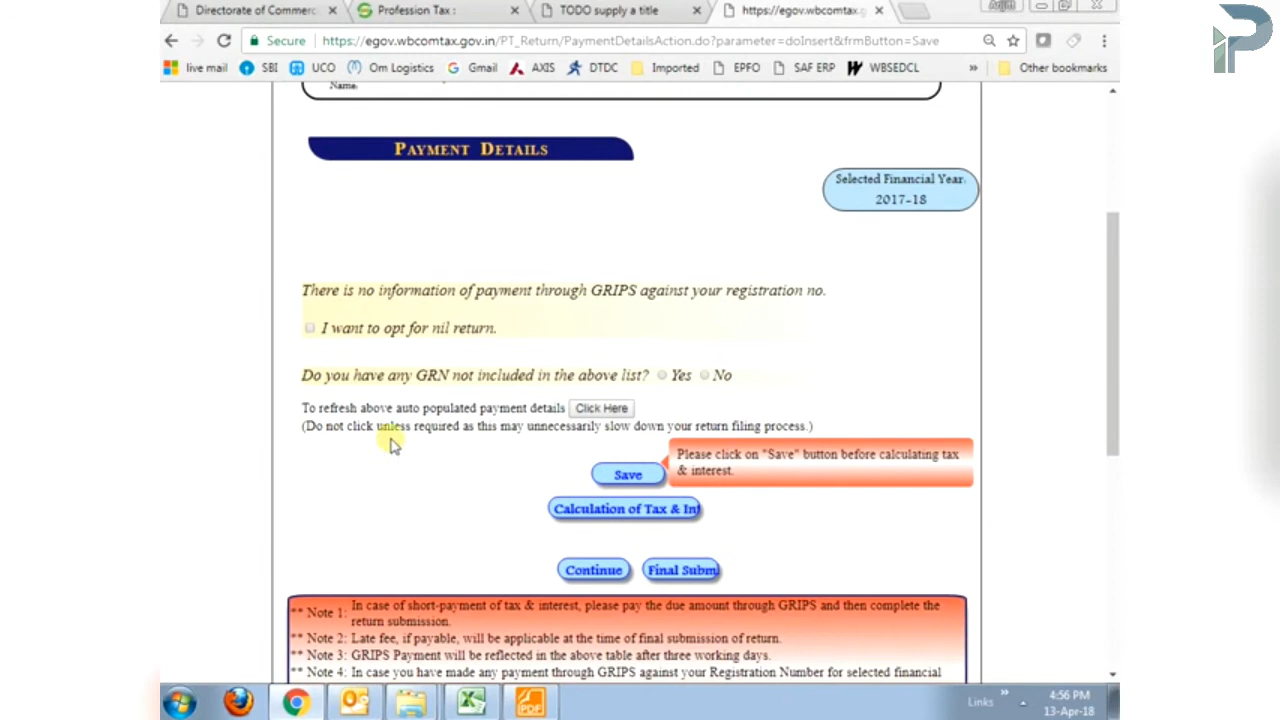 Directorate of Commerc
Profession Tax :
TODO supply a title
https://egov.wbcomtax.g
Secure
https://egov.wbcomtax.gov.in/PT_Return/PaymentDetailsAction.do?parameter=doInsert&frmButton=Save
live mail
SBI
UCO
Om Logistics
Gmail
AXIS
DTDC
Imported
EPFO
SAF ERP
WBSEDCL
»
Other bookmarks
Name:
PAYMENT DETAILS
Selected Financial Year:
2017-18
There is no information of payment through GRIPS against your registration no.
I want to opt for nil return.
Do you have any GRN not included in the above list? Yes No
To refresh above auto populated payment details Click Here
(Do not click unless required as this may unnecessarily slow down your return filing process.)
Please click on "Save" button before calculating tax
& interest.
Save
Calculation of Tax & Int
Continue
Final Subm
** Note 1: In case of short-payment of tax & interest, please pay the due amount through GRIPS and then complete the
return submission.
** Note 2: Late fee, if payable, will be applicable at the time of final submission of return.
** Note 3: GRIPS Payment will be reflected in the above table after three working days.
** Note 4: In case you have made any payment through GRIPS against your Registration Number for selected financial
Links
»
4:56 PM
13-Apr-18